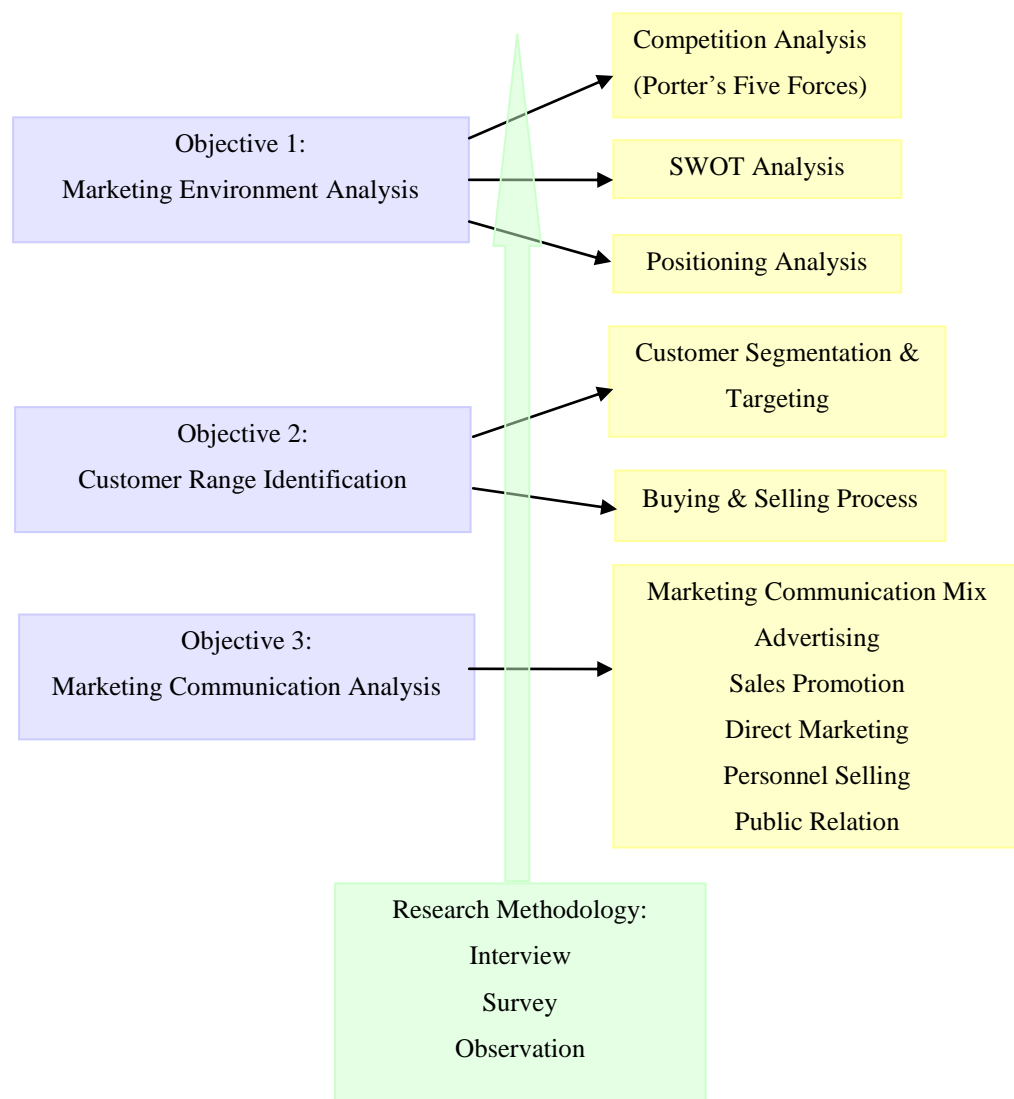 Objective 1:
Marketing Environment Analysis
Competition Analysis
(Porter's Five Forces)
SWOT Analysis
Positioning Analysis
Objective 2:
Customer Range Identification
Customer Segmentation &
Targeting
Buying & Selling Process
Objective 3:
Marketing Communication Analysis
Marketing Communication Mix
Advertising
Sales Promotion
Direct Marketing
Personnel Selling
Public Relation
Research Methodology:
Interview
Survey
Observation